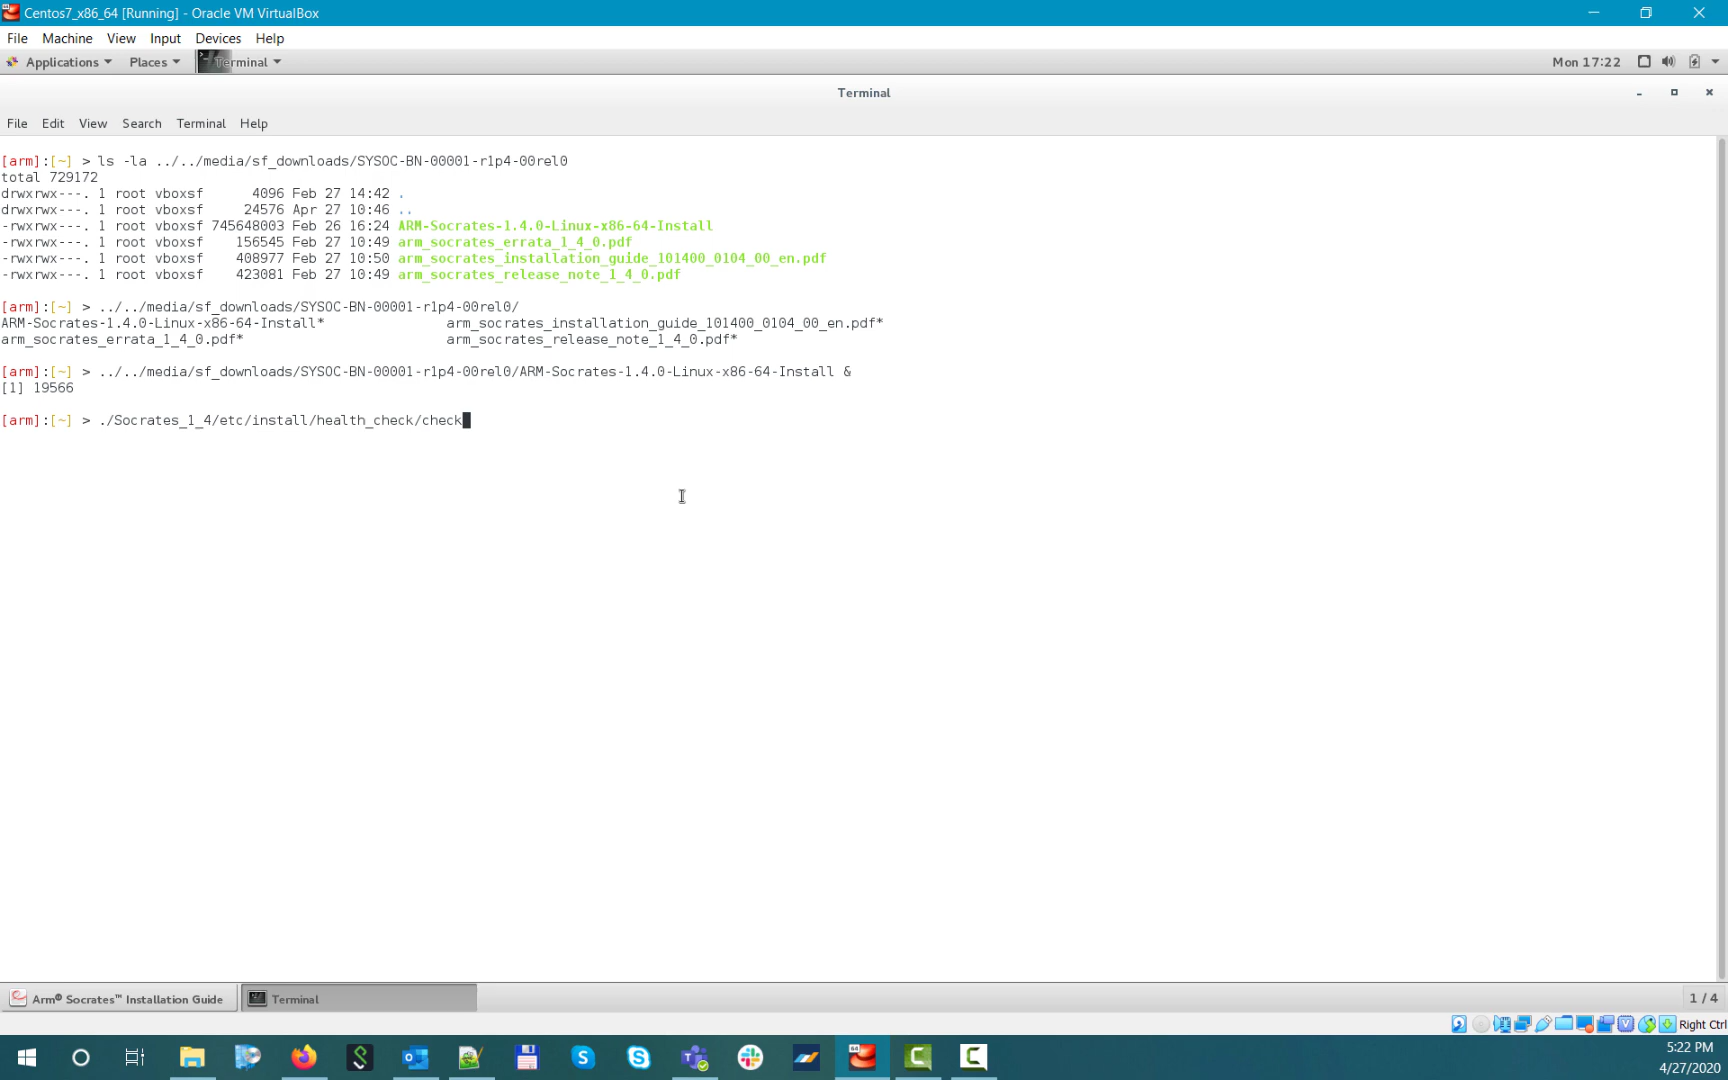 Centos7_x86_64 [Running] - Oracle VM VirtualBox
File Machine View Input Devices Help
Applications Places Terminal Mon 17:22
Terminal
File Edit View Search Terminal Help
[arm]:[~] > ls -la ../../media/sf_downloads/SYSOC-BN-00001-r1p4-00rel0
total 729172
drwxrwx---. 1 root vboxsf 4096 Feb 27 14:42 .
drwxrwx---. 1 root vboxsf 24576 Apr 27 10:46 ..
-rwxrwx---. 1 root vboxsf 745648003 Feb 26 16:24 ARM-Socrates-1.4.0-Linux-x86-64-Install
-rwxrwx---. 1 root vboxsf 156545 Feb 27 10:49 arm_socrates_errata_1_4_0.pdf
-rwxrwx---. 1 root vboxsf 408977 Feb 27 10:50 arm_socrates_installation_guide_101400_0104_00_en.pdf
-rwxrwx---. 1 root vboxsf 423081 Feb 27 10:49 arm_socrates_release_note_1_4_0.pdf
[arm]:[~] > ../../media/sf_downloads/SYSOC-BN-00001-r1p4-00rel0/
ARM-Socrates-1.4.0-Linux-x86-64-Install* arm_socrates_installation_guide_101400_0104_00_en.pdf*
arm_socrates_errata_1_4_0.pdf* arm_socrates_release_note_1_4_0.pdf*
[arm]:[~] > ../../media/sf_downloads/SYSOC-BN-00001-r1p4-00rel0/ARM-Socrates-1.4.0-Linux-x86-64-Install &
[1] 19566
[arm]:[~] > ./Socrates_1_4/etc/install/health_check/check
Arm® Socrates™ Installation Guide Terminal 1 / 4
Right Ctrl
5:22 PM
4/27/2020